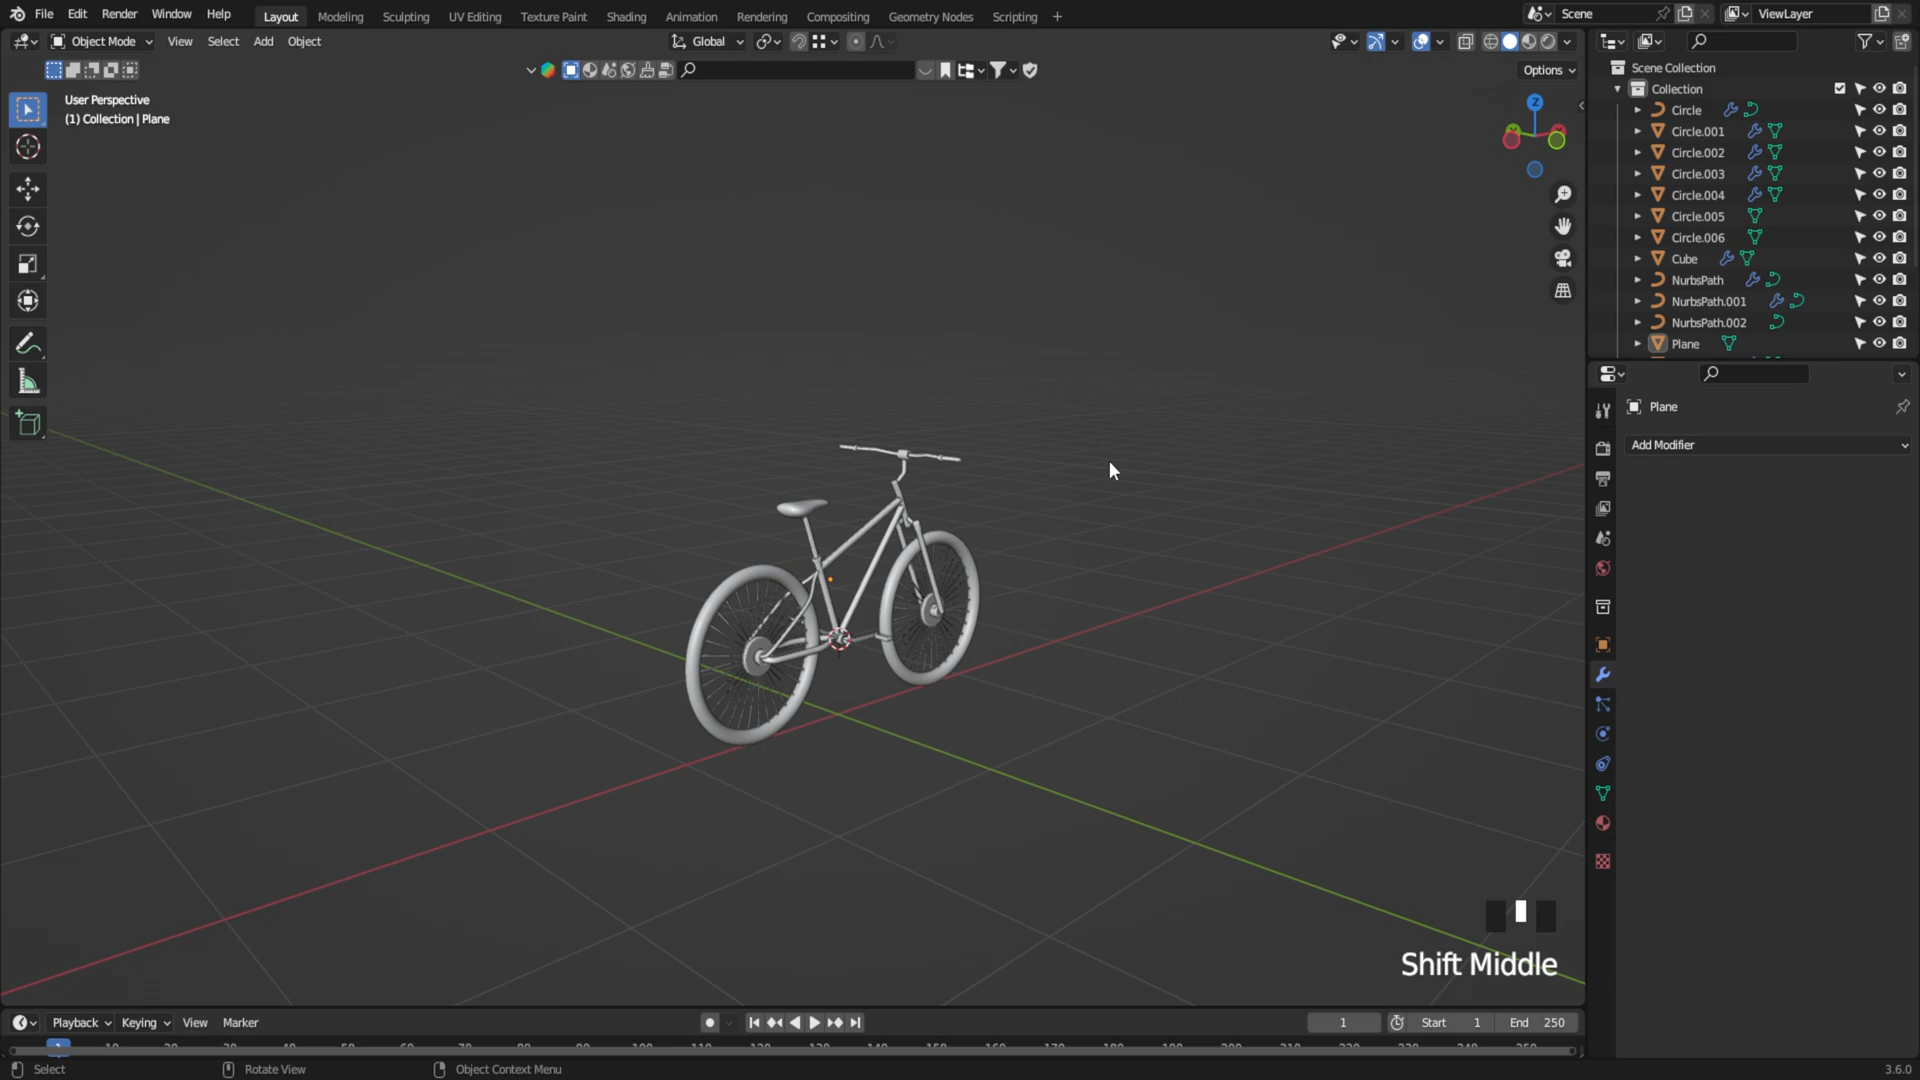 File Edit Render Window Help
Layout Modeling Sculpting UV Editing Texture Paint Shading Animation Rendering Compositing Geometry Nodes Scripting +
Scene
ViewLayer
Object Mode View Select Add Object
Global
Options
User Perspective
(1) Collection | Plane
Z
Scene Collection
Collection
Circle
Circle.001
Circle.002
Circle.003
Circle.004
Circle.005
Circle.006
Cube
NurbsPath
NurbsPath.001
NurbsPath.002
Plane
Plane
Add Modifier
Shift Middle
Playback Keying View Marker
1
Start 1 End 250
1
Select Rotate View Object Context Menu
3.6.0